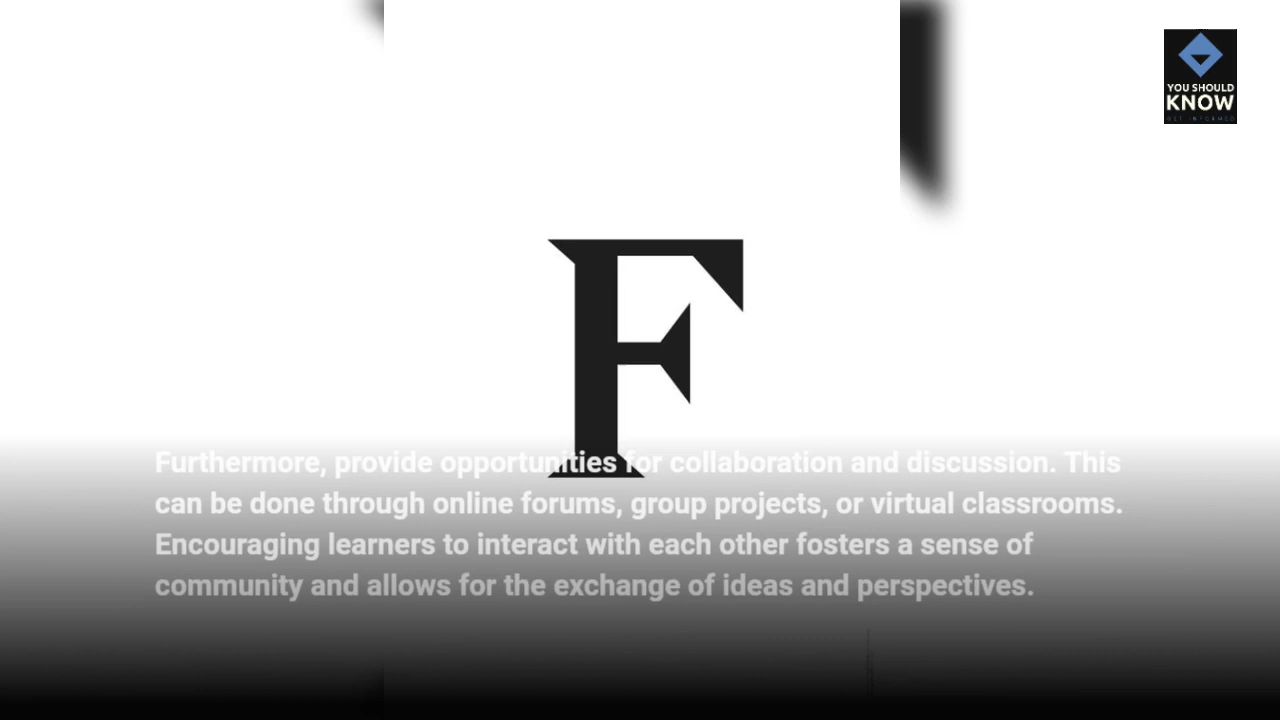 YOU SHOULD
KNOW
GET INFORMED
F
Furthermore, provide opportunities for collaboration and discussion. This
can be done through online forums, group projects, or virtual classrooms.
Encouraging learners to interact with each other fosters a sense of
community and allows for the exchange of ideas and perspectives.